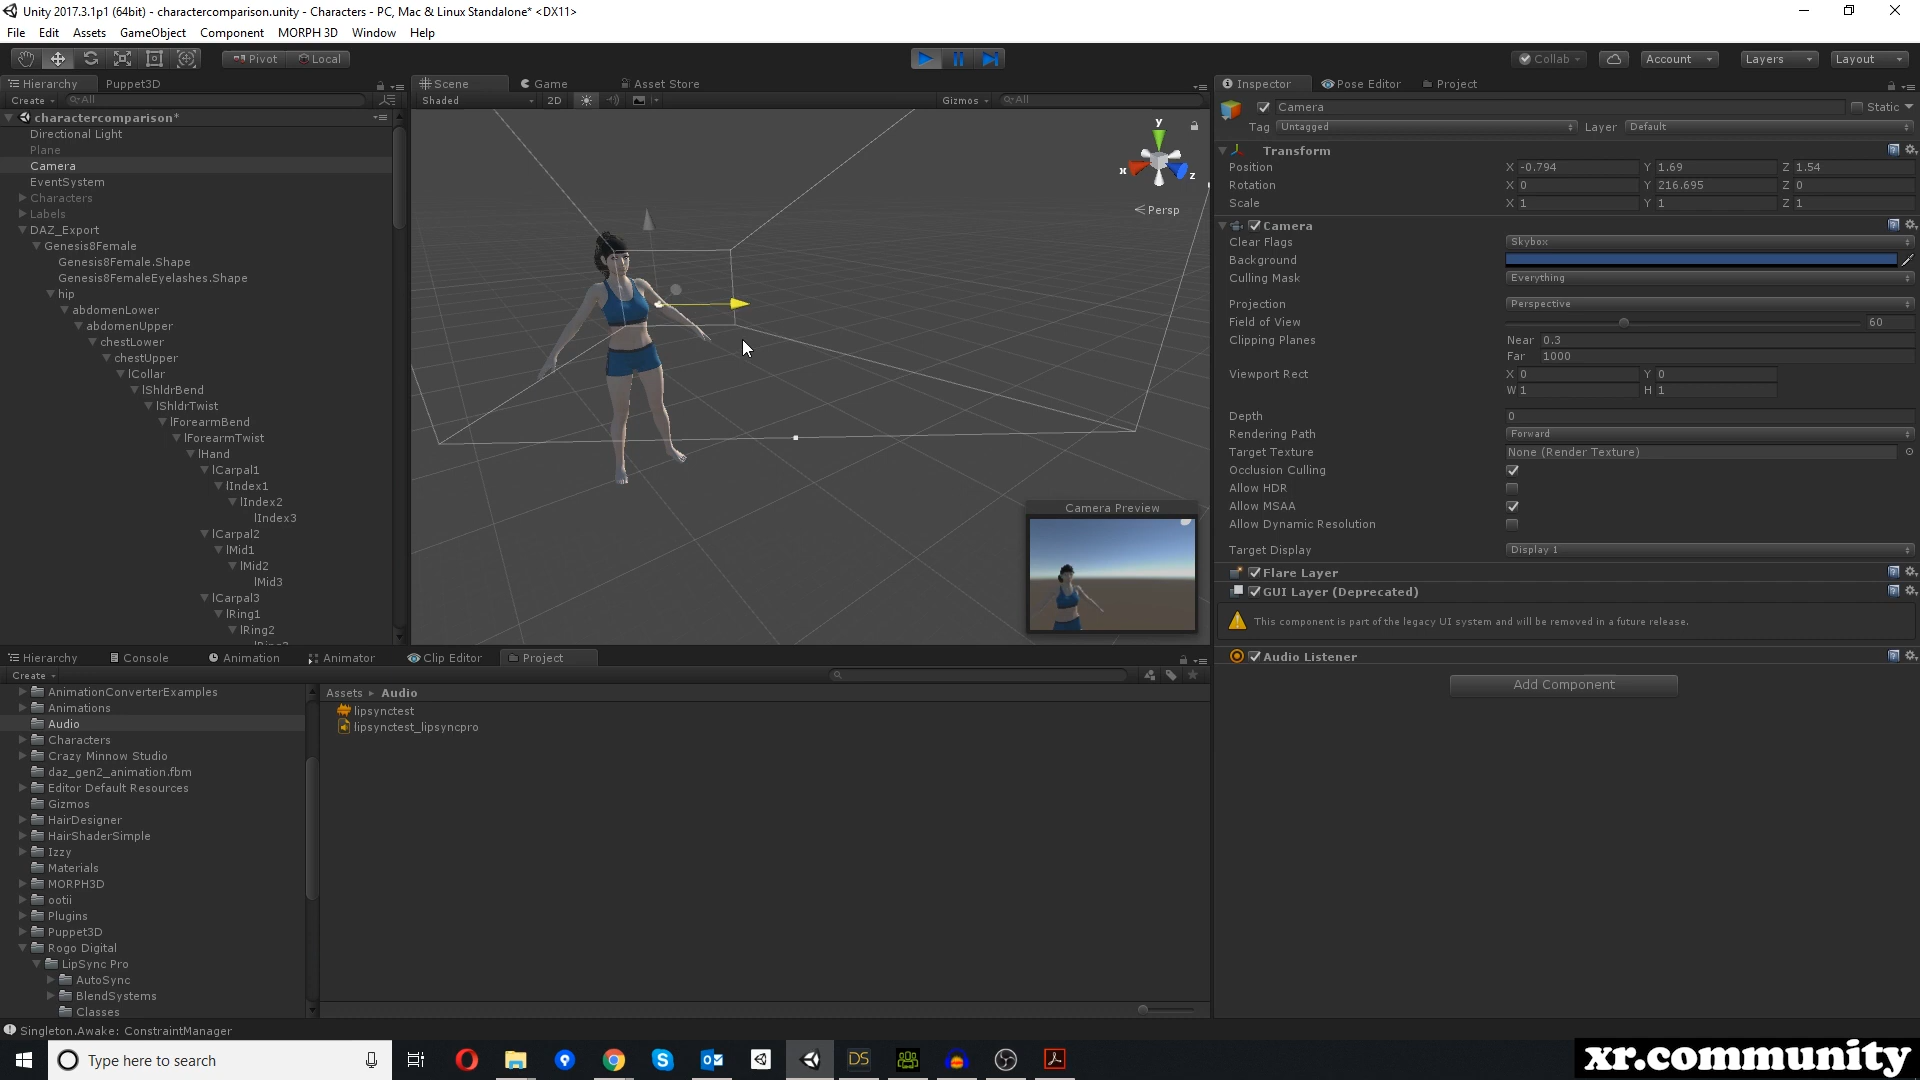 Unity 2017.3.1p1 (64bit) - charactercomparison.unity - Characters - PC, Mac & Linux Standalone* <DX11>
File Edit Assets GameObject Component MORPH 3D Window Help
Pivot Local Collab Account Layers Layout
Hierarchy Puppet3D
Create All
charactercomparison*
Directional Light
Plane
Camera
EventSystem
Characters
Labels
DAZ_Export
Genesis8Female
Genesis8Female.Shape
Genesis8FemaleEyelashes.Shape
hip
abdomenLower
abdomenUpper
chestLower
chestUpper
lCollar
lShldrBend
lShldrTwist
lForearmBend
lForearmTwist
lHand
lCarpal1
lIndex1
lIndex2
lIndex3
lCarpal2
lMid1
lMid2
lMid3
lCarpal3
lRing1
lRing2
Scene Game Asset Store
Shaded 2D Gizmos All
y
x
z
Persp
Camera Preview
Inspector Pose Editor Project
Camera Static
Tag Untagged Layer Default
Transform
Position X -0.794 Y 1.69 Z 1.54
Rotation X 0 Y 216.695 Z 0
Scale X 1 Y 1 Z 1
Camera
Clear Flags Skybox
Background
Culling Mask Everything
Projection Perspective
Field of View 60
Clipping Planes Near 0.3
Far 1000
Viewport Rect X 0 Y 0
W 1 H 1
Depth 0
Rendering Path Forward
Target Texture None (Render Texture)
Occlusion Culling
Allow HDR
Allow MSAA
Allow Dynamic Resolution
Target Display Display 1
Flare Layer
GUI Layer (Deprecated)
This component is part of the legacy UI system and will be removed in a future release.
Audio Listener
Add Component
Hierarchy Console Animation Animator Clip Editor Project
Create
AnimationConverterExamples
Animations
Audio
Characters
Crazy Minnow Studio
daz_gen2_animation.fbm
Editor Default Resources
Gizmos
HairDesigner
HairShaderSimple
Izzy
Materials
MORPH3D
ootii
Plugins
Puppet3D
Rogo Digital
LipSync Pro
AutoSync
BlendSystems
Classes
Assets Audio
lipsynctest
lipsynctest_lipsyncpro
Singleton.Awake: ConstraintManager
Type here to search
DS
xr.community